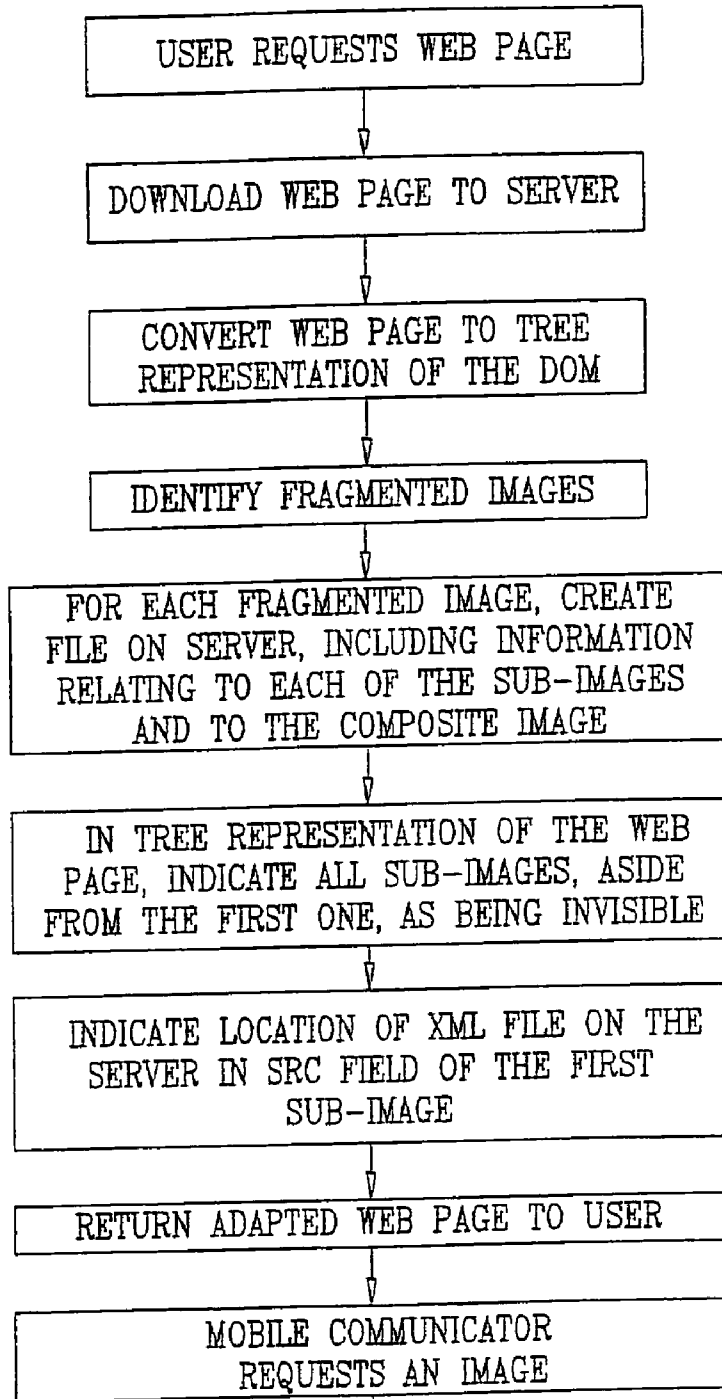 USER REQUESTS WEB PAGE
DOWNLOAD WEB PAGE TO SERVER
CONVERT WEB PAGE TO TREE
REPRESENTATION OF THE DOM
IDENTIFY FRAGMENTED IMAGES
FOR EACH FRAGMENTED IMAGE, CREATE
FILE ON SERVER, INCLUDING INFORMATION
RELATING TO EACH OF THE SUB-IMAGES
AND TO THE COMPOSITE IMAGE
IN TREE REPRESENTATION OF THE WEB
PAGE, INDICATE ALL SUB-IMAGES, ASIDE
FROM THE FIRST ONE, AS BEING INVISIBLE
INDICATE LOCATION OF XML FILE ON THE
SERVER IN SRC FIELD OF THE FIRST
SUB-IMAGE
RETURN ADAPTED WEB PAGE TO USER
MOBILE COMMUNICATOR
REQUESTS AN IMAGE